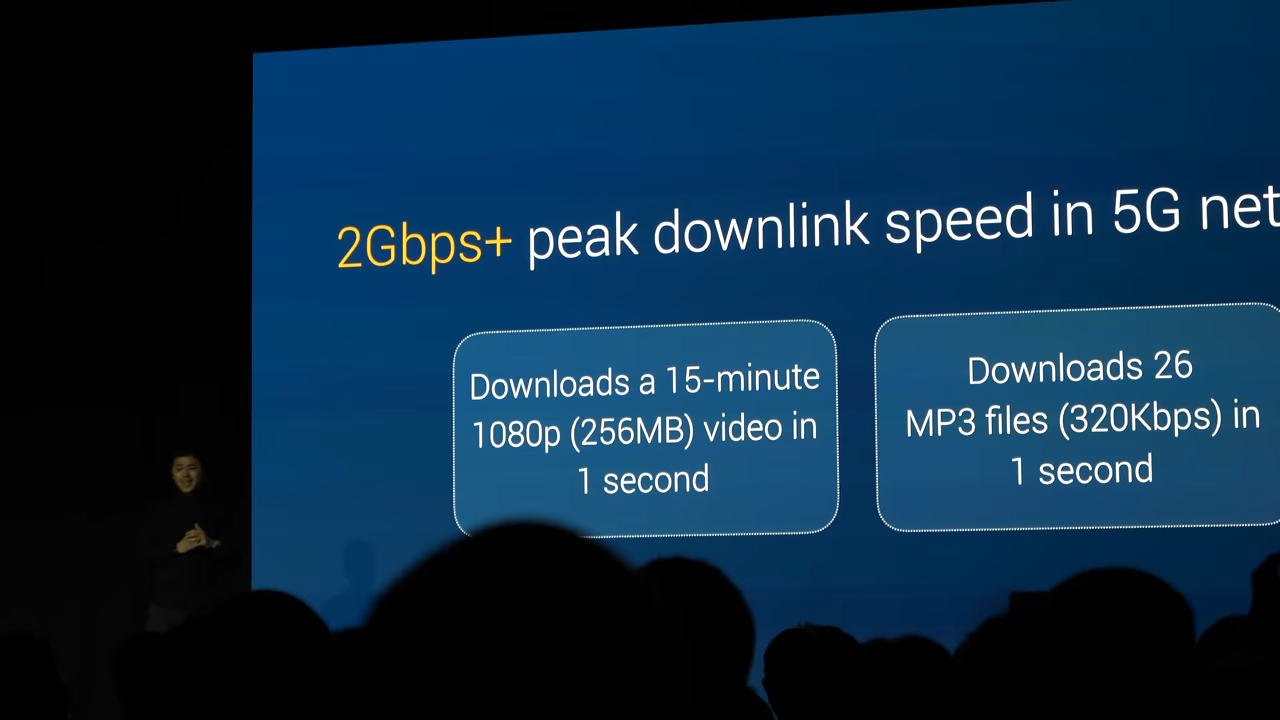 2Gbps+ peak downlink speed in 5G net
Downloads a 15-minute
1080p (256MB) video in
1 second
Downloads 26
MP3 files (320Kbps) in
1 second